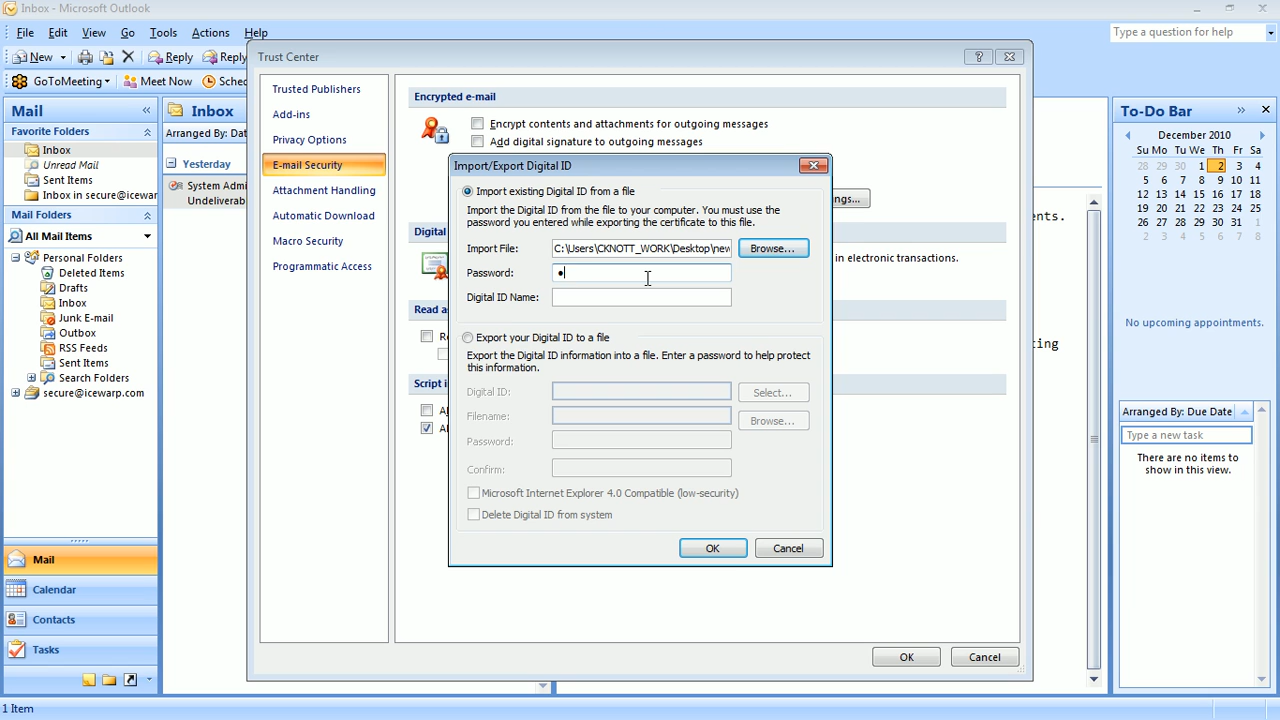 Inbox - Microsoft Outlook
File Edit View Go Tools Actions Help
Type a question for help
New Reply Reply
GoToMeeting Meet Now Sched
Mail
Favorite Folders
Inbox
Unread Mail
Sent Items
Inbox in secure@icewarp
Mail Folders
All Mail Items
Personal Folders
Deleted Items
Drafts
Inbox
Junk E-mail
Outbox
RSS Feeds
Sent Items
Search Folders
secure@icewarp.com
Mail
Calendar
Contacts
Tasks
1 Item
Inbox
Arranged By: Dat
Yesterday
System Admi
Undeliverab
Trust Center
Trusted Publishers
Add-ins
Privacy Options
E-mail Security
Attachment Handling
Automatic Download
Macro Security
Programmatic Access
Encrypted e-mail
Encrypt contents and attachments for outgoing messages
Add digital signature to outgoing messages
ngs...
Digital
in electronic transactions.
Read a
Re
Script i
Al
Al
OK Cancel
Import/Export Digital ID
Import existing Digital ID from a file
Import the Digital ID from the file to your computer. You must use the
password you entered while exporting the certificate to this file.
Import File: C:\Users\CKNOTT_WORK\Desktop\new Browse...
Password: ●
Digital ID Name:
Export your Digital ID to a file
Export the Digital ID information into a file. Enter a password to help protect
this information.
Digital ID: Select...
Filename: Browse...
Password:
Confirm:
Microsoft Internet Explorer 4.0 Compatible (low-security)
Delete Digital ID from system
OK Cancel
ents.
ing
To-Do Bar
December 2010
Su Mo Tu We Th Fr Sa
28 29 30 1 2 3 4
5 6 7 8 9 10 11
12 13 14 15 16 17 18
19 20 21 22 23 24 25
26 27 28 29 30 31 1
2 3 4 5 6 7 8
No upcoming appointments.
Arranged By: Due Date
Type a new task
There are no items to
show in this view.